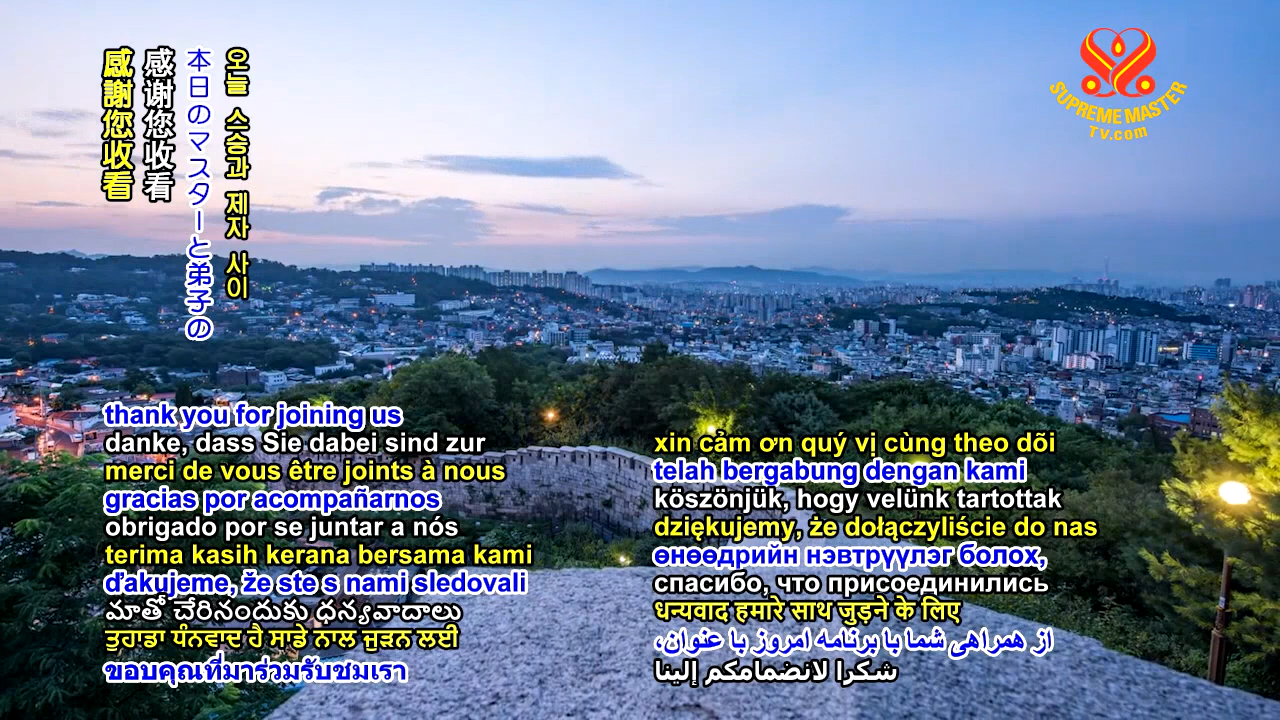 感謝您收看
感谢您收看
本日のマスターと弟子の
오늘 스승과 제자 사이
SUPREME MASTER
TV.com
thank you for joining us
danke, dass Sie dabei sind zur
merci de vous être joints à nous
gracias por acompañarnos
obrigado por se juntar a nós
terima kasih kerana bersama kami
ďakujeme, že ste s nami sledovali
మాతో చేరినందుకు ధన్యవాదాలు
ਤੁਹਾਡਾ ਧੰਨਵਾਦ ਹੈ ਸਾਡੇ ਨਾਲ ਜੁੜਨ ਲਈ
ขอบคุณที่มาร่วมรับชมเรา
xin cảm ơn quý vị cùng theo dõi
telah bergabung dengan kami
köszönjük, hogy velünk tartottak
dziękujemy, że dołączyliście do nas
өнөөдрийн нэвтрүүлэг болох,
спасибо, что присоединились
धन्यवाद हमारे साथ जुड़ने के लिए
از همراهی شما با برنامه امروز با عنوان،
شكرا لانضمامكم إلينا